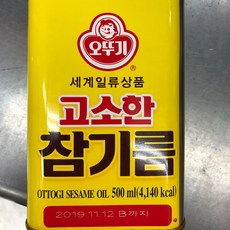 오뚜기
세계일류상품
고소한
참기름
OTTOGI SESAME OIL 500 ml(4,140 kcal)
2019.11.12 B까지